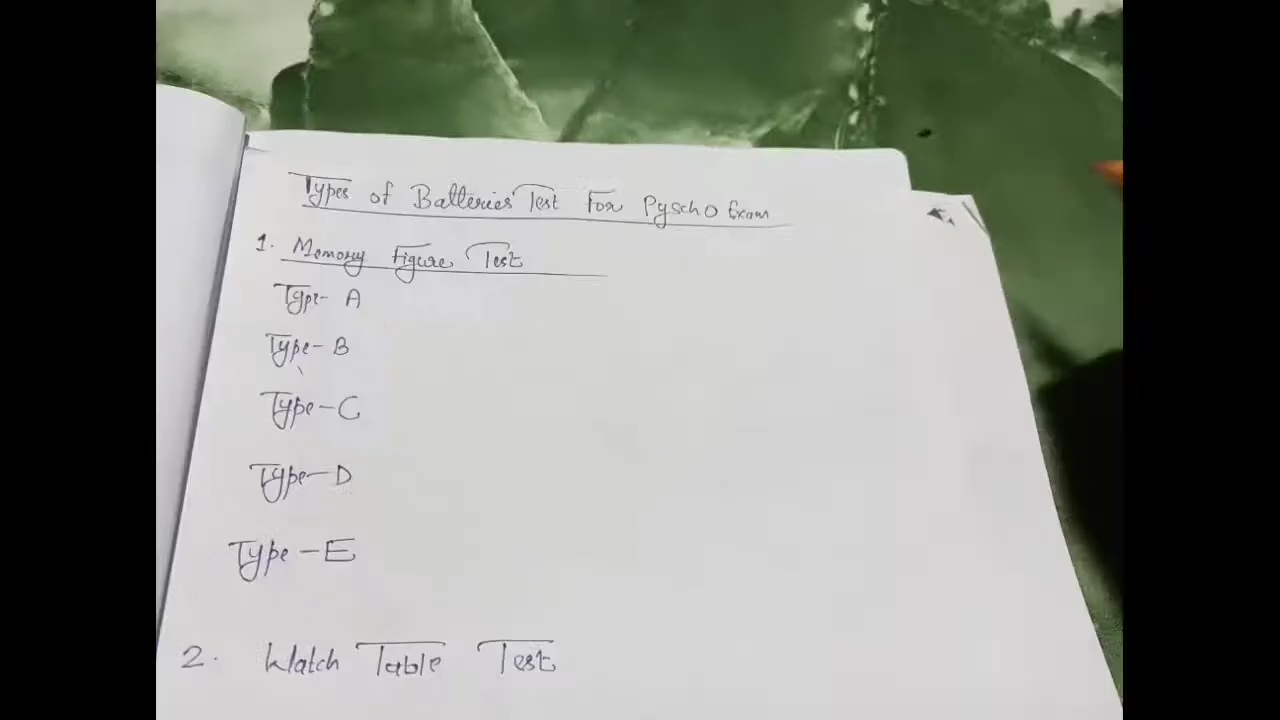 Types of Batteries Test For Pyscho Exam
1. Memory Figure Test
Type- A
Type- B
Type-C
Type-D
Type-E
2. Watch Table Test